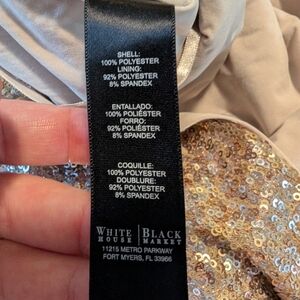 SHELL:
100% POLYESTER
LINING:
92% POLYESTER
8% SPANDEX
ENTALLADO:
100% POLIÉSTER
FORRO:
92% POLIÉSTER
8% SPANDEX
COQUILLE:
100% POLYESTER
DOUBLURE:
92% POLYESTER
8% SPANDEX
WHITE | BLACK
HOUSE | MARKET
11215 METRO PARKWAY
FORT MYERS, FL 33966